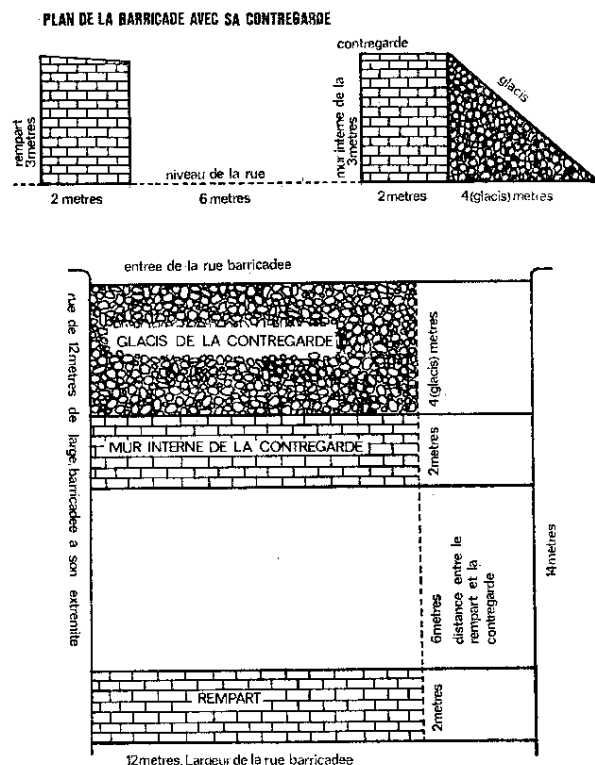 PLAN DE LA BARRICADE AVEC SA CONTREGARDE
contregarde
glacis
rempart
3metres
mur interne de la
3metres
niveau de la rue
2 metres
6 metres
2metres
4(glacis) metres
entree de la rue barricadee
rue de 12metres de large, barricadee a son extremite
GLACIS DE LA CONTREGARDE
4(glacis) metres
MUR INTERNE DE LA CONTREGARDE
2metres
6metres
distance entre le
rempart et la
contregarde
14metres
REMPART
2metres
12metres. Largeur de la rue barricadee